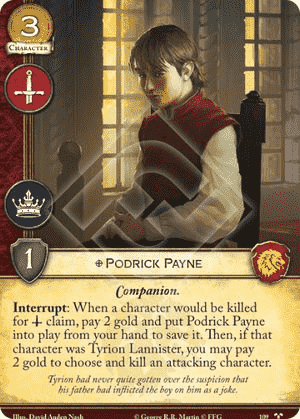 3
CHARACTER
1
PODRICK PAYNE
Companion.
Interrupt: When a character would be killed
for claim, pay 2 gold and put Podrick Payne
into play from your hand to save it. Then, if
that character was Tyrion Lannister, you may pay
2 gold to choose and kill an attacking character.
Tyrion had never quite gotten over the suspicion that
his father had inflicted the boy on him as a joke.
Illus. David Auden Nash © George R.R. Martin © FFG 109